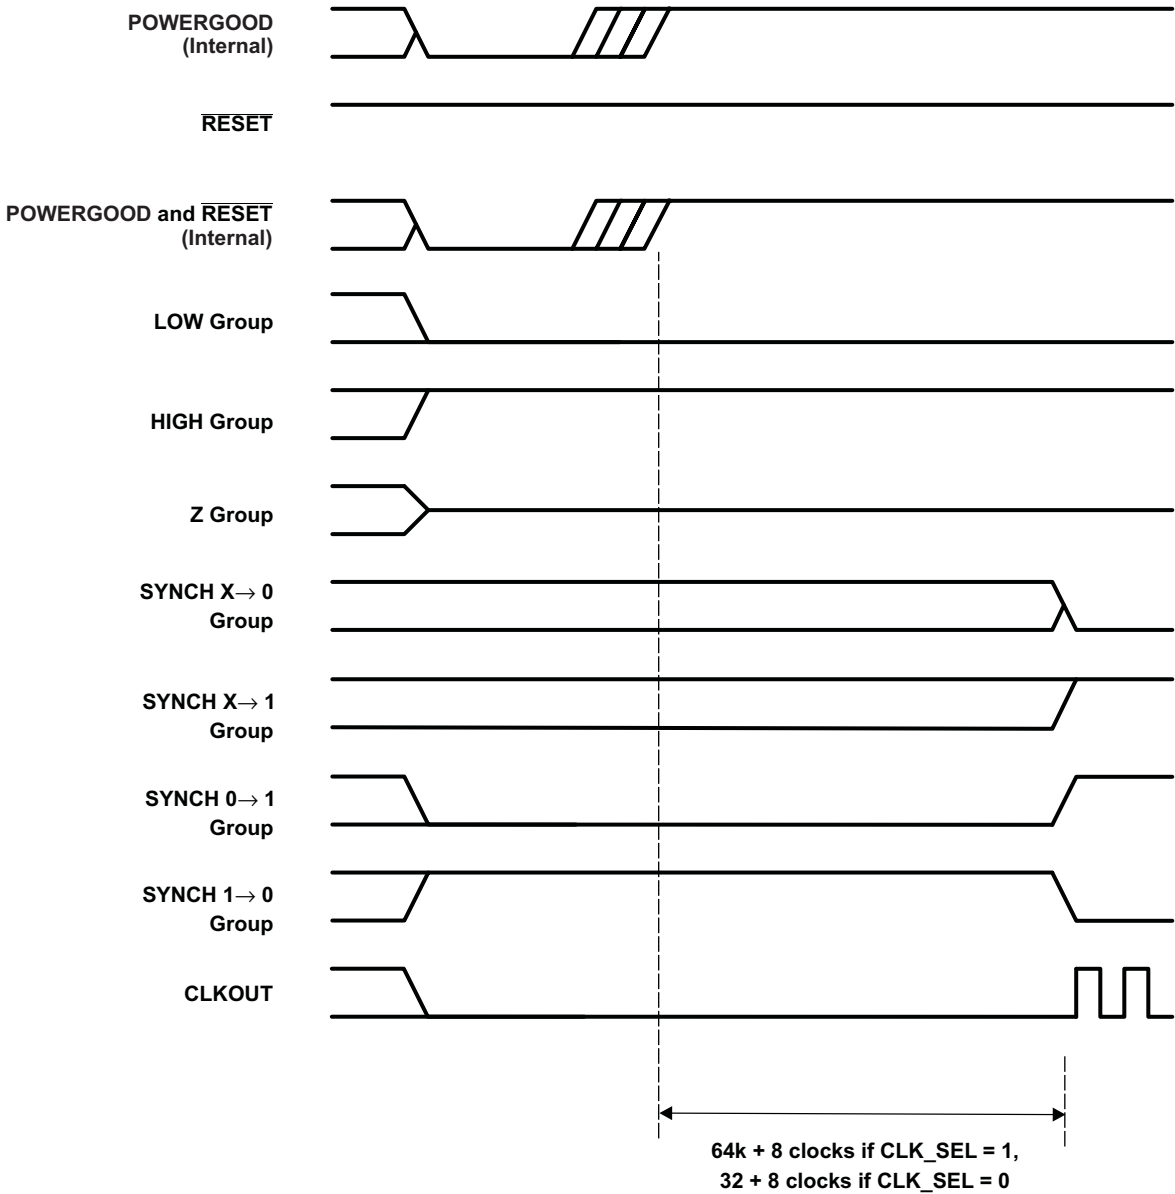 POWERGOOD
(Internal)
RESET
POWERGOOD and RESET
(Internal)
LOW Group
HIGH Group
Z Group
SYNCH X→ 0
Group
SYNCH X→ 1
Group
SYNCH 0→ 1
Group
SYNCH 1→ 0
Group
CLKOUT
64k + 8 clocks if CLK_SEL = 1,
32 + 8 clocks if CLK_SEL = 0